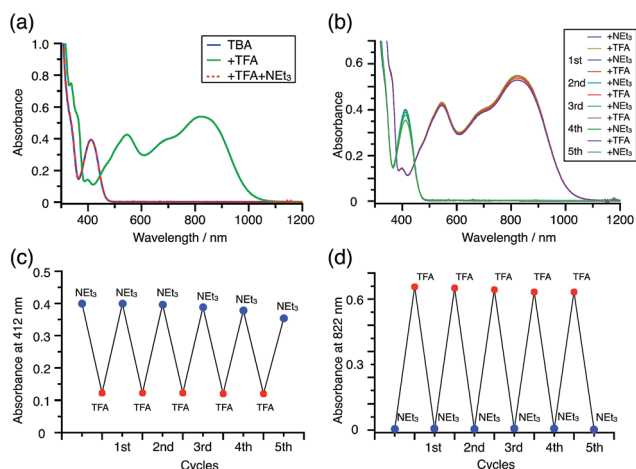 (a)
1.0
0.8
0.6
0.4
0.2
0.0
Absorbance
400 600 800 1000 1200
Wavelength / nm
TBA
+TFA
+TFA+NEt₃
(b)
0.6
0.4
0.2
0
Absorbance
400 600 800 1000 1200
Wavelength / nm
+NEt₃
+TFA
1st +NEt₃
+TFA
2nd +NEt₃
+TFA
3rd +NEt₃
+TFA
4th +NEt₃
+TFA
5th +NEt₃
(c)
0.5
0.4
0.3
0.2
0.1
0
Absorbance at 412 nm
NEt₃ NEt₃ NEt₃ NEt₃ NEt₃ NEt₃
TFA TFA TFA TFA TFA
1st 2nd 3rd 4th 5th
Cycles
(d)
0.6
0.3
0
Absorbance at 822 nm
TFA TFA TFA TFA TFA
NEt₃ NEt₃ NEt₃ NEt₃ NEt₃ NEt₃
1st 2nd 3rd 4th 5th
Cycles